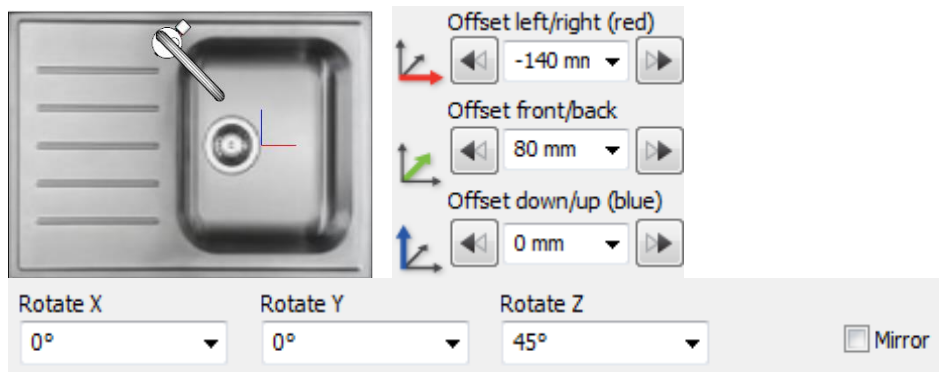 Offset left/right (red)
-140 mm
Offset front/back
80 mm
Offset down/up (blue)
0 mm
Rotate X
Rotate Y
Rotate Z
0°
0°
45°
Mirror